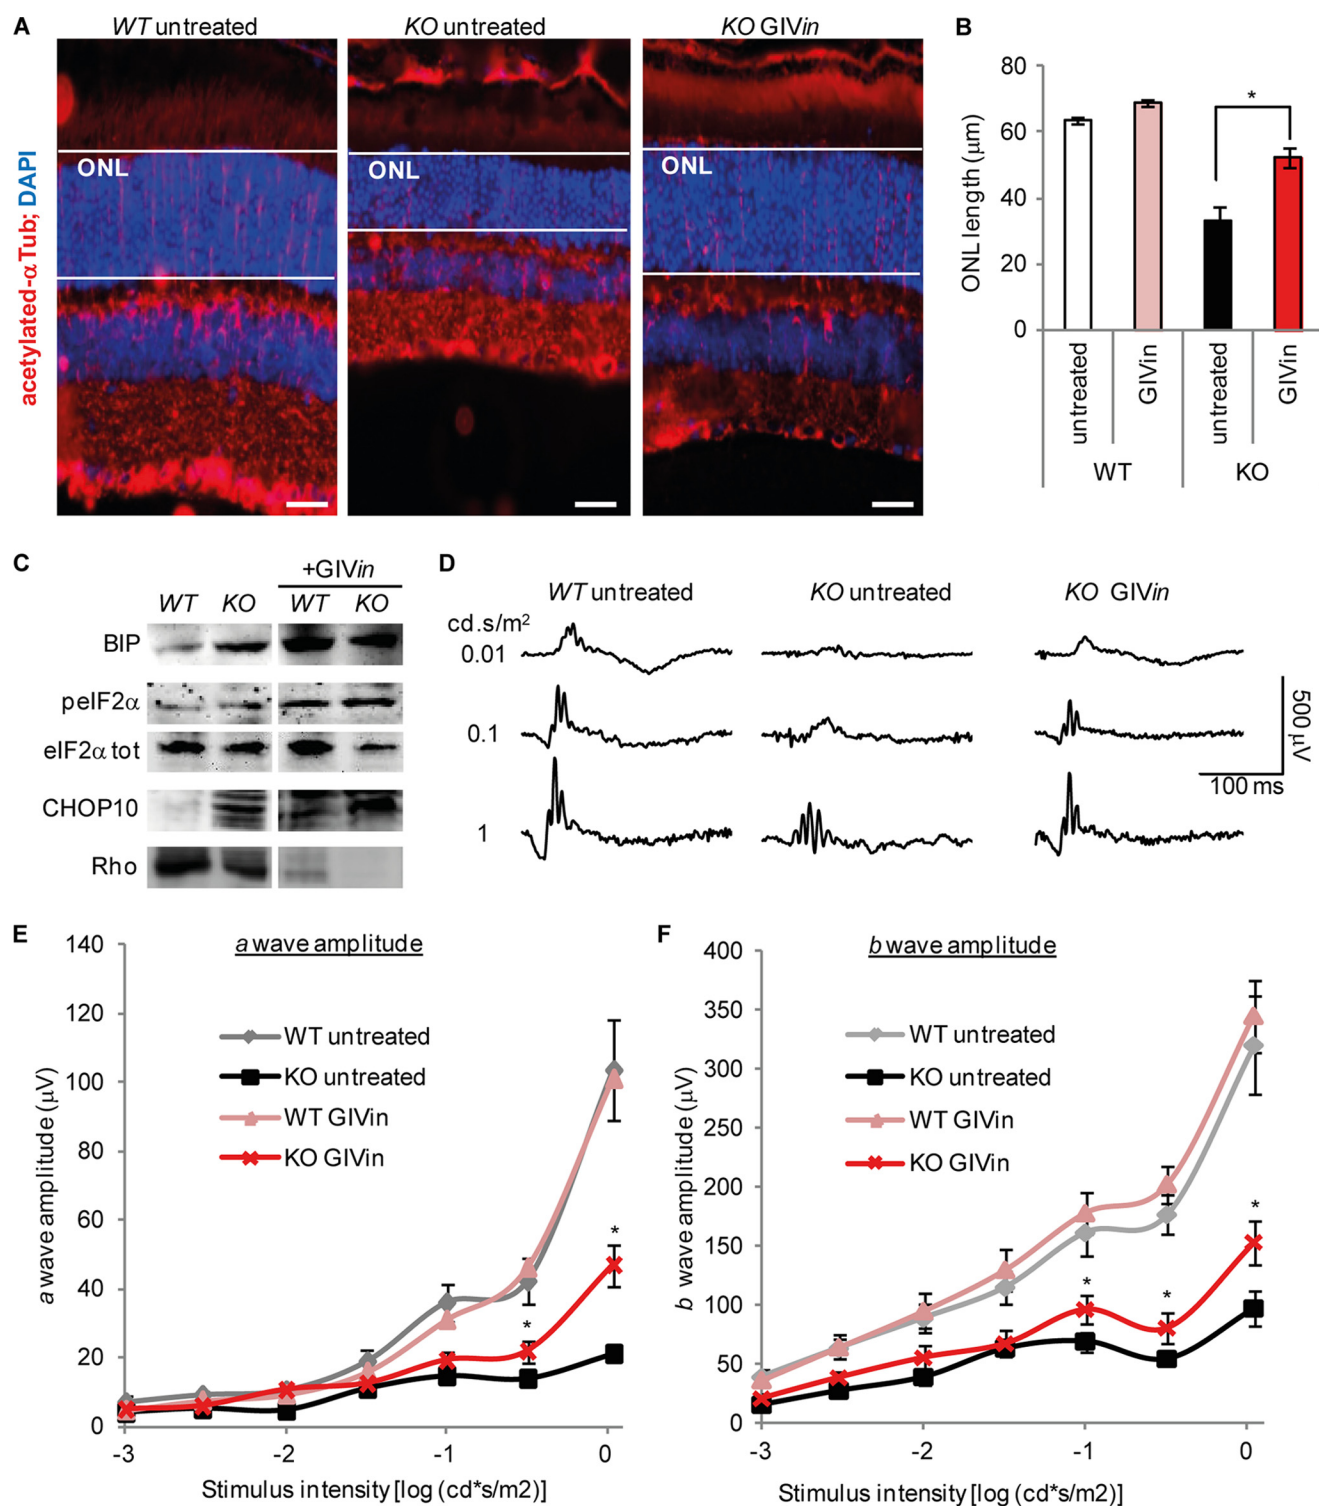 A
WT untreated
KO untreated
KO GIVin
acetylated-α Tub; DAPI
ONL
ONL
ONL
B
ONL length (μm)
80
60
40
20
0
*
untreated
GIVin
untreated
GIVin
WT
KO
C
+GIVin
WT
KO
WT
KO
BIP
peIF2α
eIF2α tot
CHOP10
Rho
D
WT untreated
KO untreated
KO GIVin
cd.s/m²
0.01
0.1
1
500 μV
100 ms
E
a wave amplitude
a wave amplitude (μV)
140
120
100
80
60
40
20
0
WT untreated
KO untreated
WT GIVin
KO GIVin
*
*
-3
-2
-1
0
Stimulus intensity [log (cd*s/m2)]
F
b wave amplitude
b wave amplitude (μV)
400
350
300
250
200
150
100
50
0
WT untreated
KO untreated
WT GIVin
KO GIVin
*
*
*
-3
-2
-1
0
Stimulus intensity [log (cd*s/m2)]